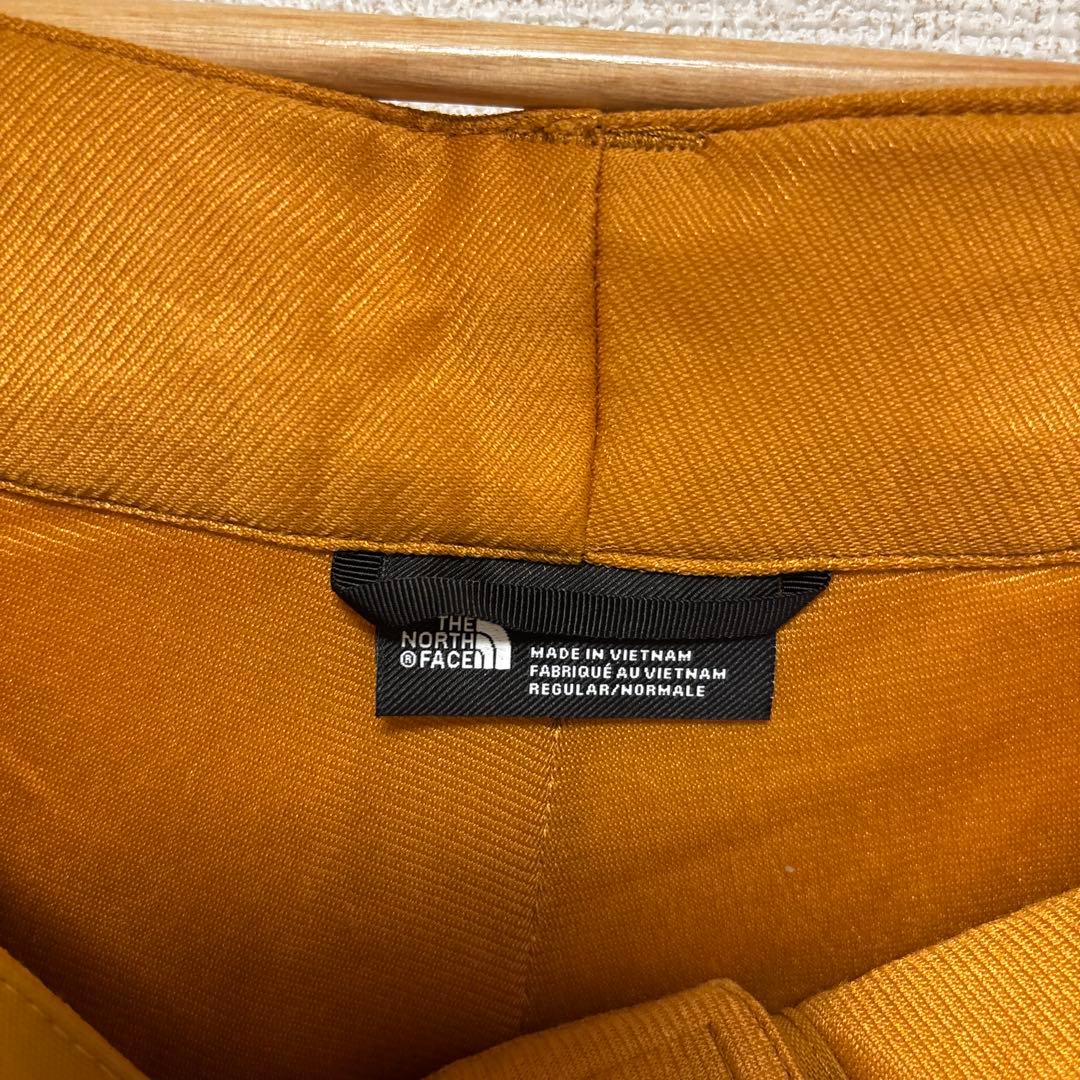 THE
NORTH
® FACE
MADE IN VIETNAM
FABRIQUÉ AU VIETNAM
REGULAR/NORMALE